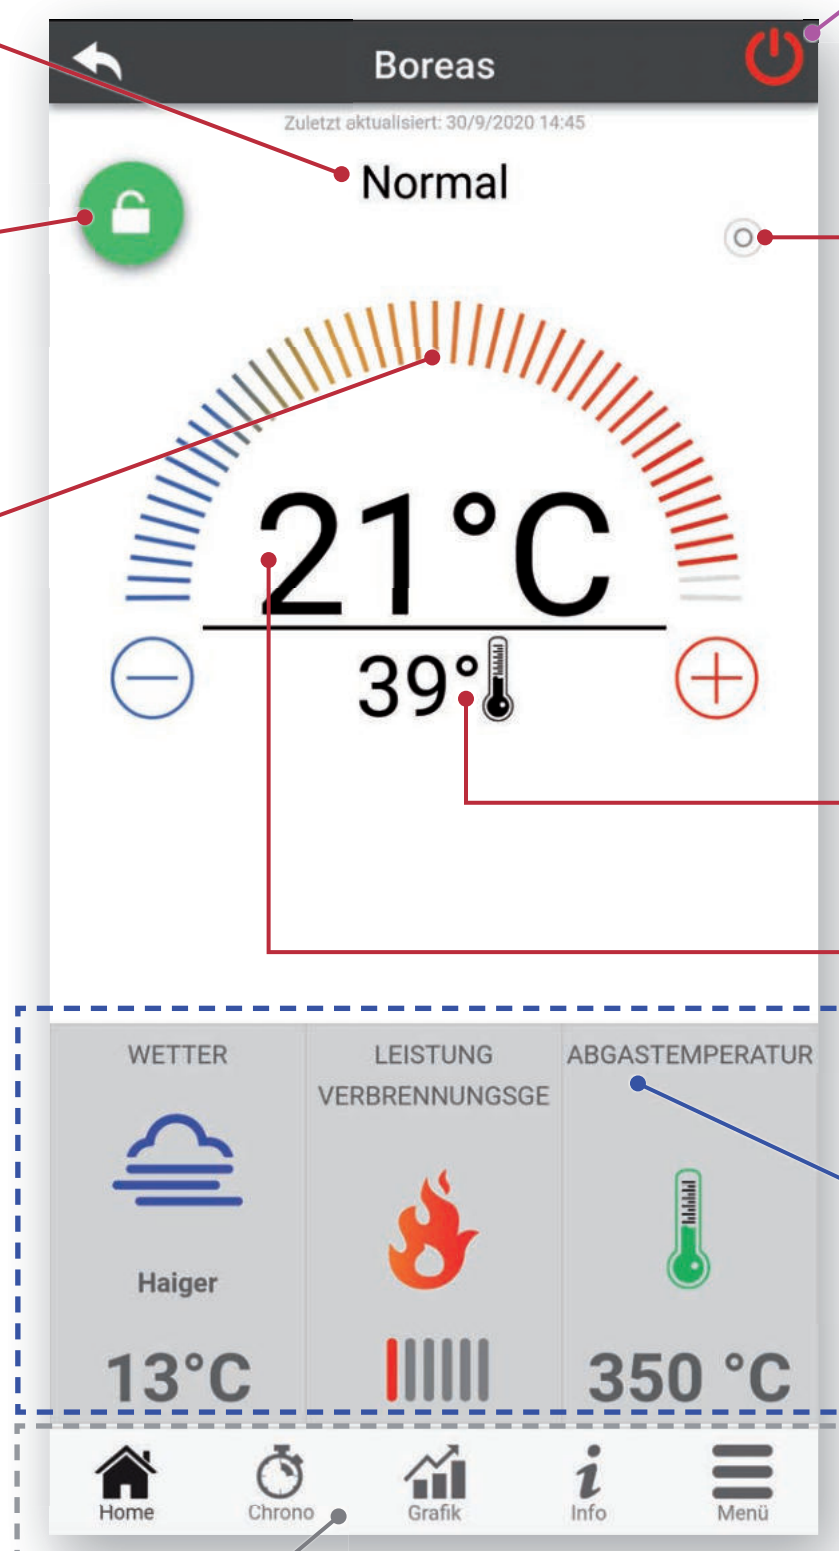 Boreas
Zuletzt aktualisiert: 30/9/2020 14:45
Normal
21°C
39°
WETTER
LEISTUNG
VERBRENNUNGSGE
ABGASTEMPERATUR
Haiger
13°C
350 °C
Home
Chrono
Grafik
Info
Menü